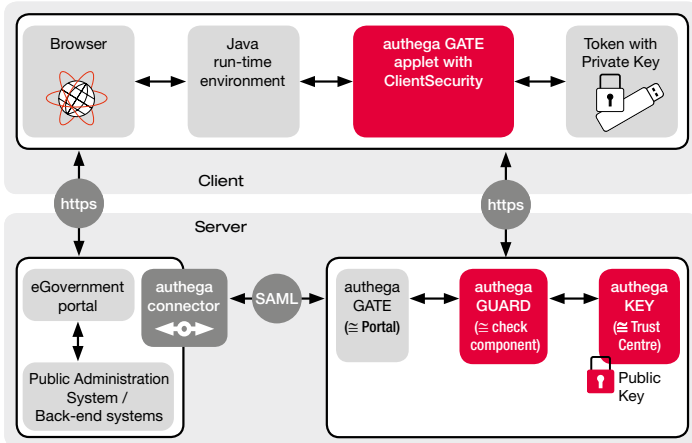 Browser
Java
run-time
environment
authega GATE
applet with
ClientSecurity
Token with
Private Key
https
Client
https
Server
eGovernment
portal
authega
connector
SAML
authega
GATE
(≅ Portal)
authega
GUARD
(≅ check
component)
authega
KEY
(≅ Trust
Centre)
Public Administration
System /
Back-end systems
Public
Key